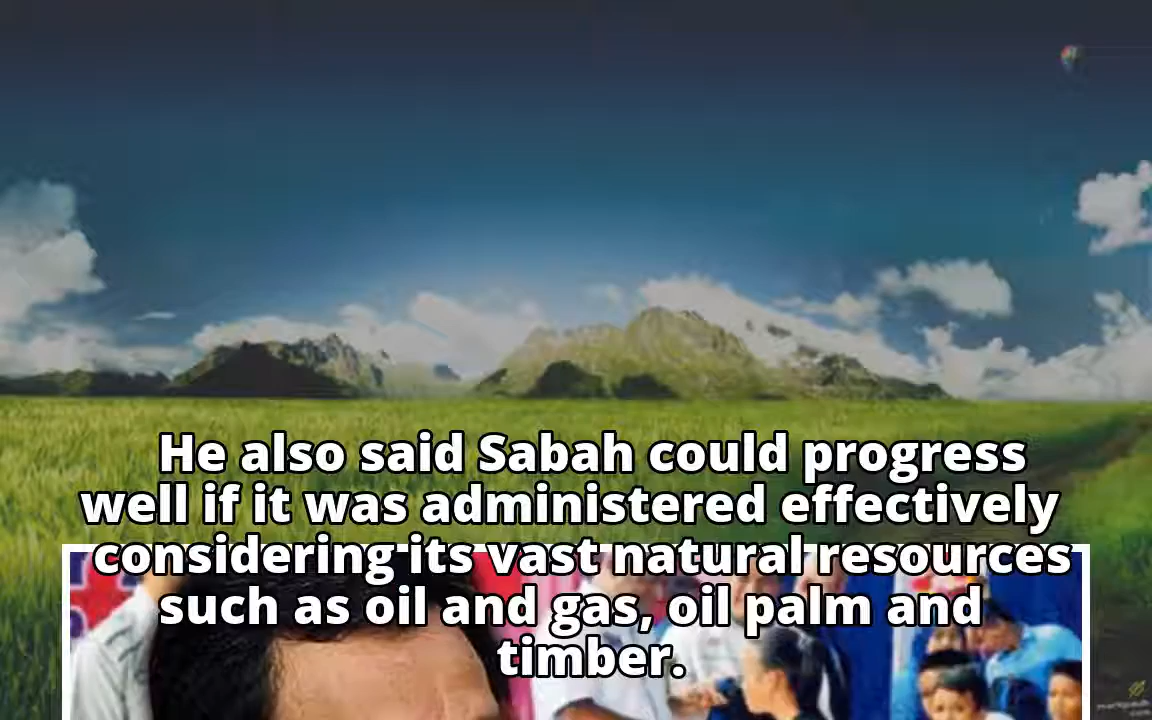 He also said Sabah could progress
well if it was administered effectively
considering its vast natural resources
such as oil and gas, oil palm and
timber.